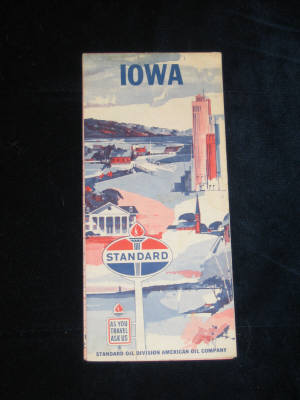 IOWA
STANDARD
AS YOU
TRAVEL
ASK US
STANDARD OIL DIVISION AMERICAN OIL COMPANY